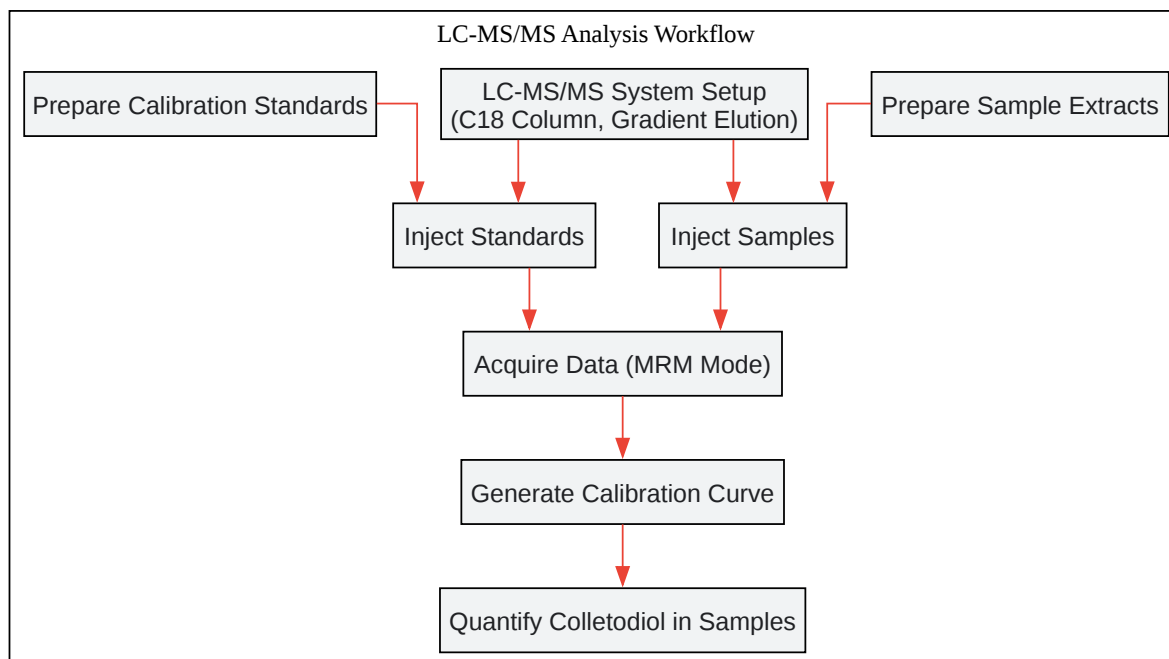 LC-MS/MS Analysis Workflow
Prepare Calibration Standards
LC-MS/MS System Setup
(C18 Column, Gradient Elution)
Prepare Sample Extracts
Inject Standards
Inject Samples
Acquire Data (MRM Mode)
Generate Calibration Curve
Quantify Colletodiol in Samples